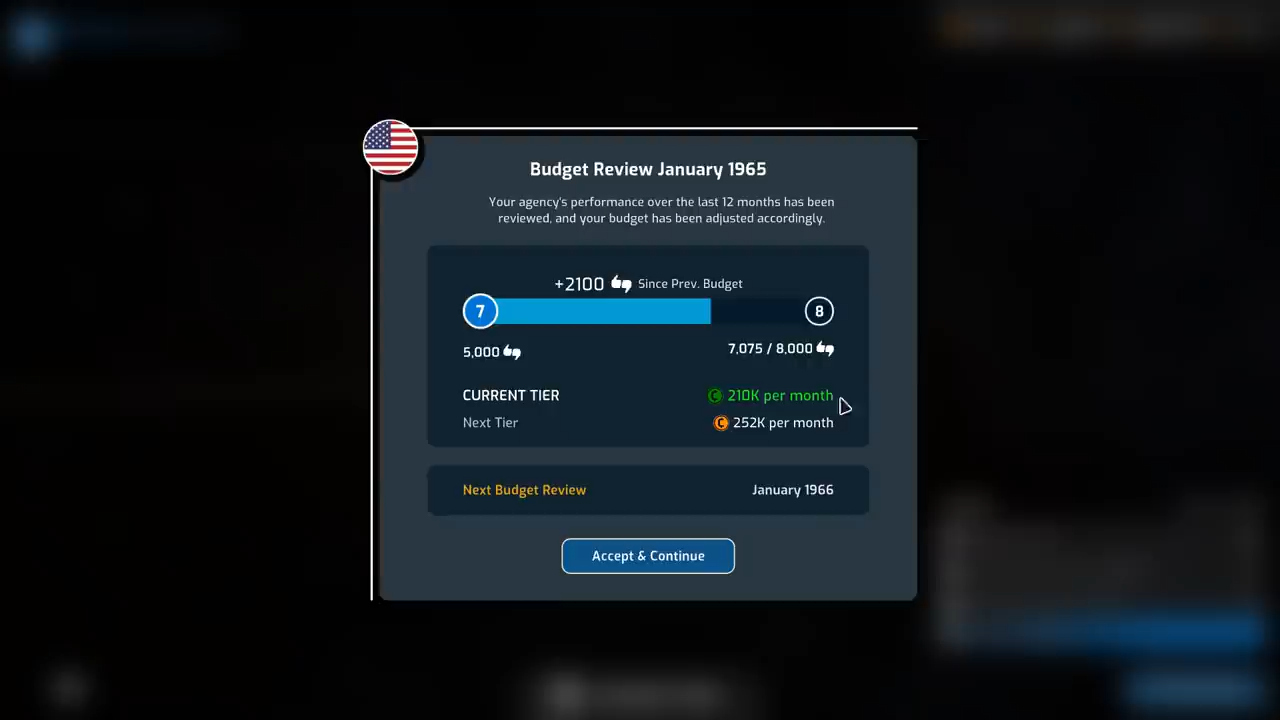 Budget Review January 1965
Your agency's performance over the last 12 months has been
reviewed, and your budget has been adjusted accordingly.
+2100 Since Prev. Budget
7 8
5,000 7,075 / 8,000
CURRENT TIER C 210K per month
Next Tier C 252K per month
Next Budget Review January 1966
Accept & Continue